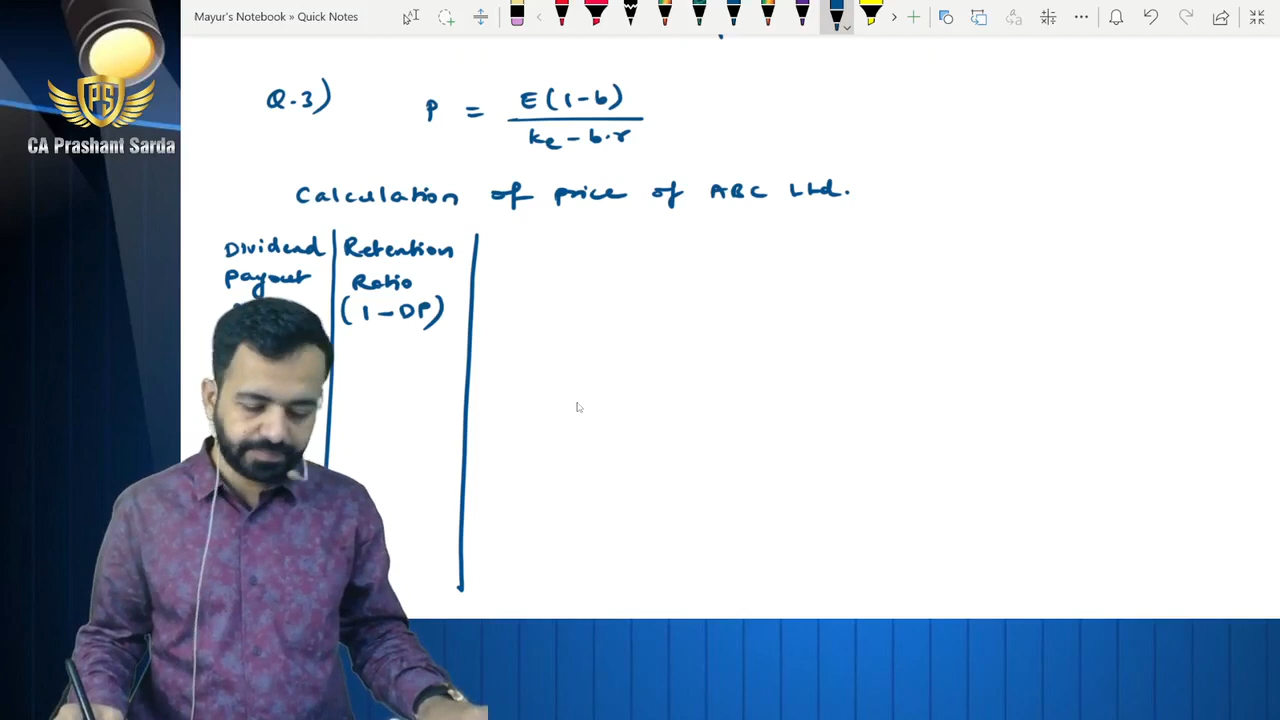 Mayur's Notebook » Quick Notes
PS
CA Prashant Sarda
Q.3) P = E(1-b)
ke - b.r
Calculation of price of ABC Ltd.
Dividend Retention
Payout Ratio
(1-DP)